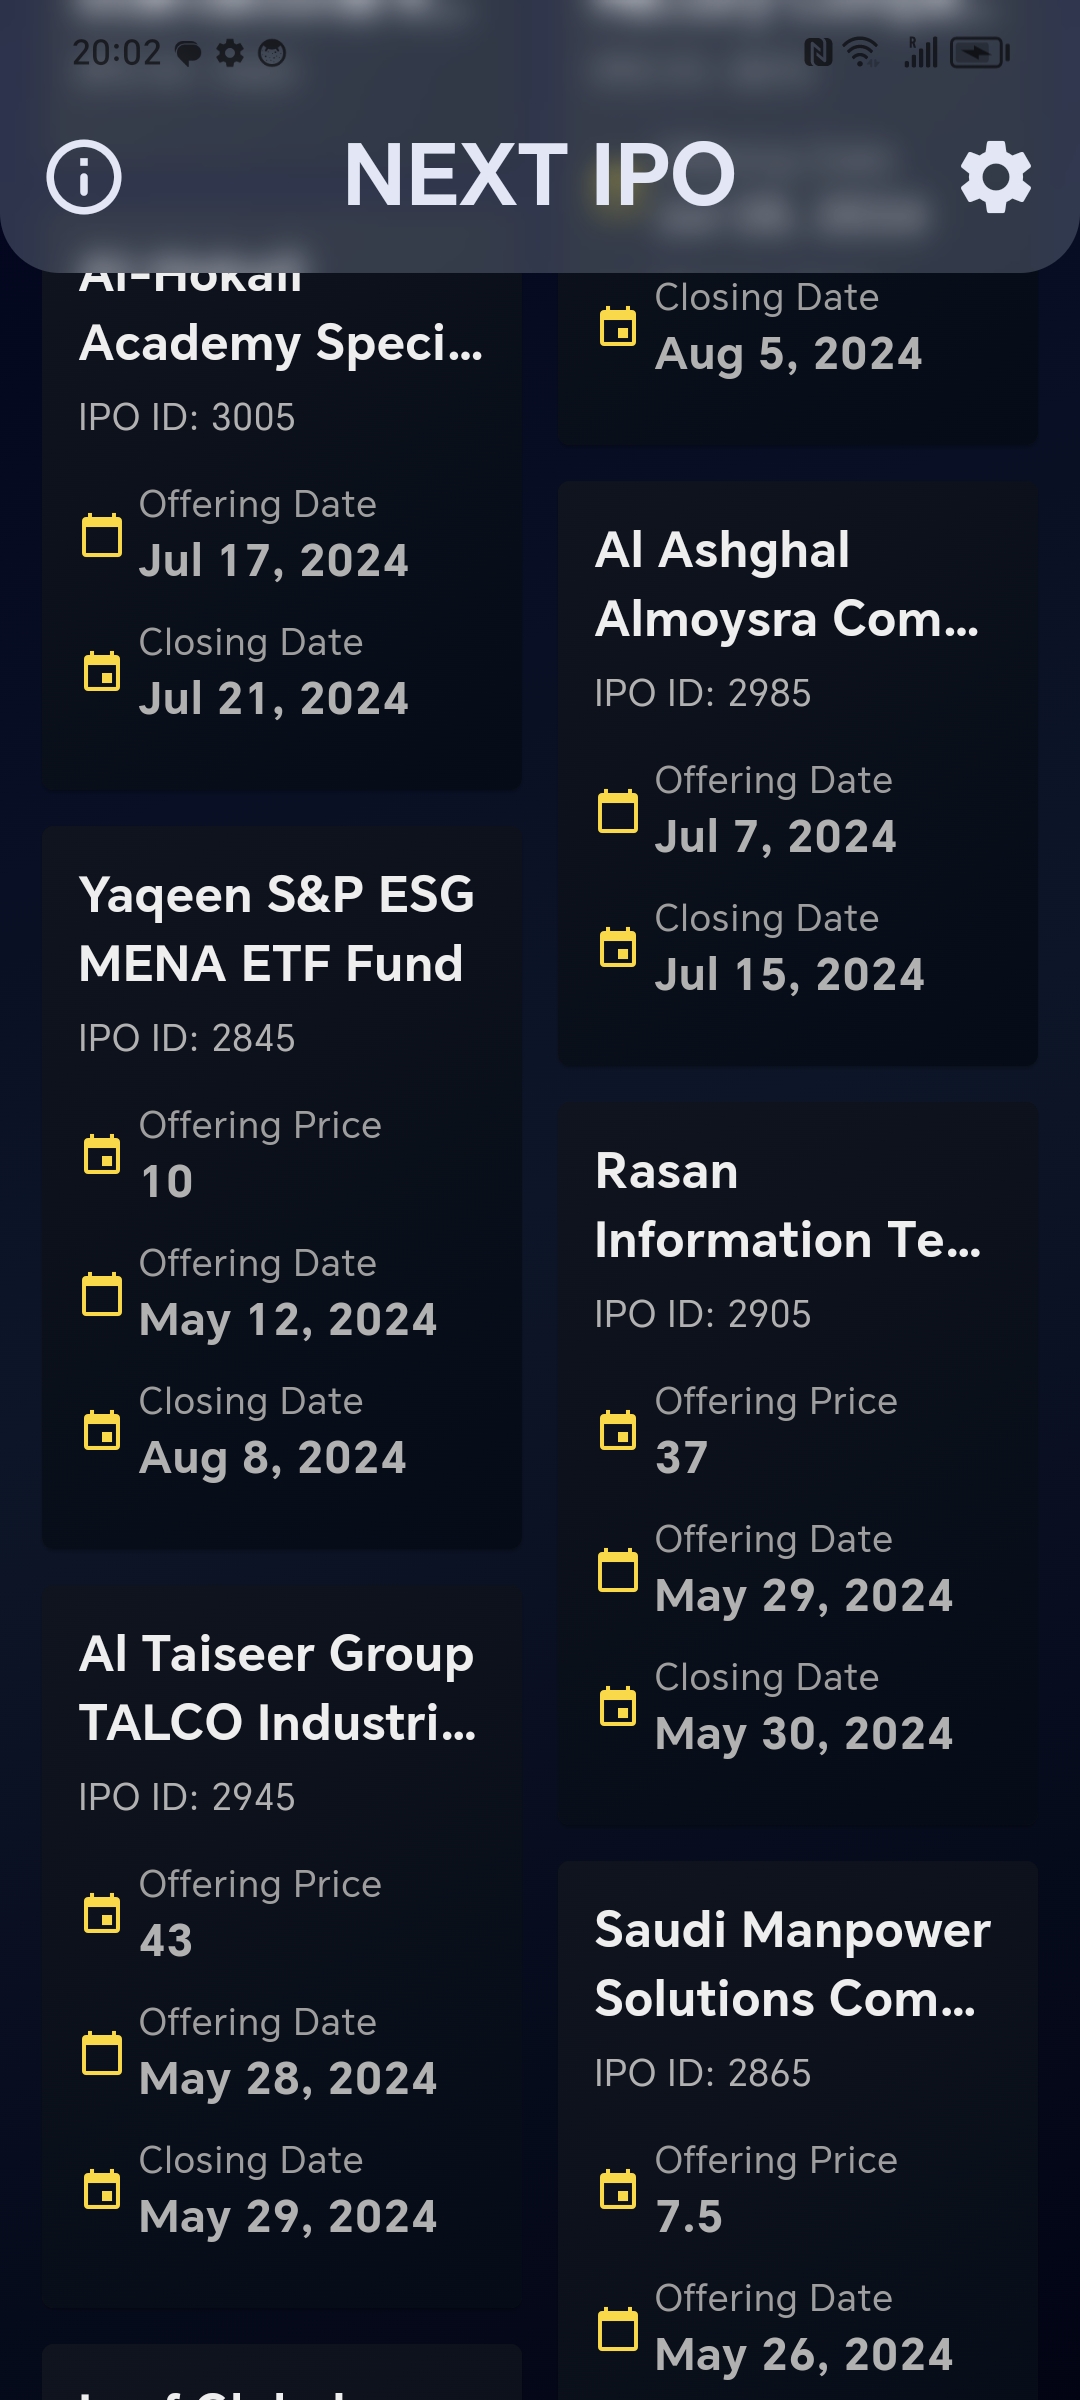 20:02
NEXT IPO
Al-Hokail
Academy Speci...
IPO ID: 3005
Offering Date
Jul 17, 2024
Closing Date
Jul 21, 2024
Yaqeen S&P ESG
MENA ETF Fund
IPO ID: 2845
Offering Price
10
Offering Date
May 12, 2024
Closing Date
Aug 8, 2024
Al Taiseer Group
TALCO Industri...
IPO ID: 2945
Offering Price
43
Offering Date
May 28, 2024
Closing Date
May 29, 2024
Closing Date
Aug 5, 2024
Al Ashghal
Almoysra Com...
IPO ID: 2985
Offering Date
Jul 7, 2024
Closing Date
Jul 15, 2024
Rasan
Information Te...
IPO ID: 2905
Offering Price
37
Offering Date
May 29, 2024
Closing Date
May 30, 2024
Saudi Manpower
Solutions Com...
IPO ID: 2865
Offering Price
7.5
Offering Date
May 26, 2024